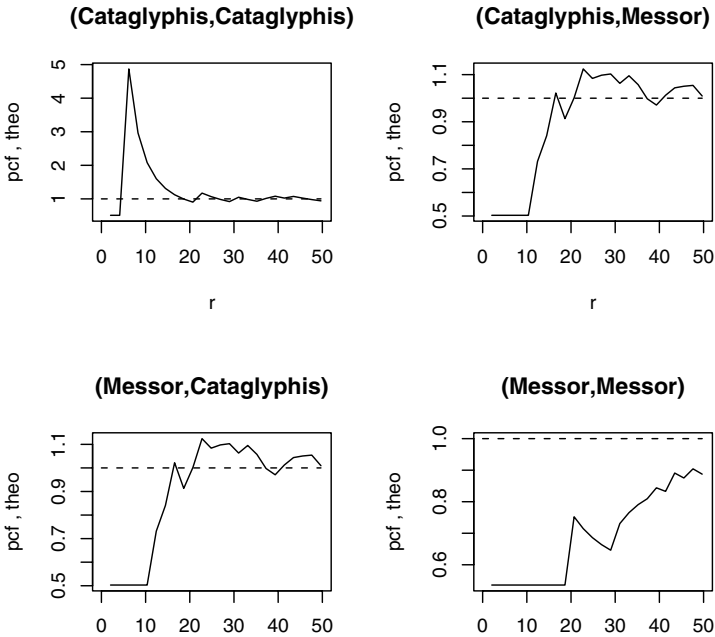 (Cataglyphis,Cataglyphis)
pcf , theo
5
4
3
2
1
0 10 20 30 40 50
r
(Cataglyphis,Messor)
pcf , theo
1.1
0.9
0.7
0.5
0 10 20 30 40 50
r
(Messor,Cataglyphis)
pcf , theo
1.1
0.9
0.7
0.5
0 10 20 30 40 50
(Messor,Messor)
pcf , theo
1.0
0.8
0.6
0 10 20 30 40 50